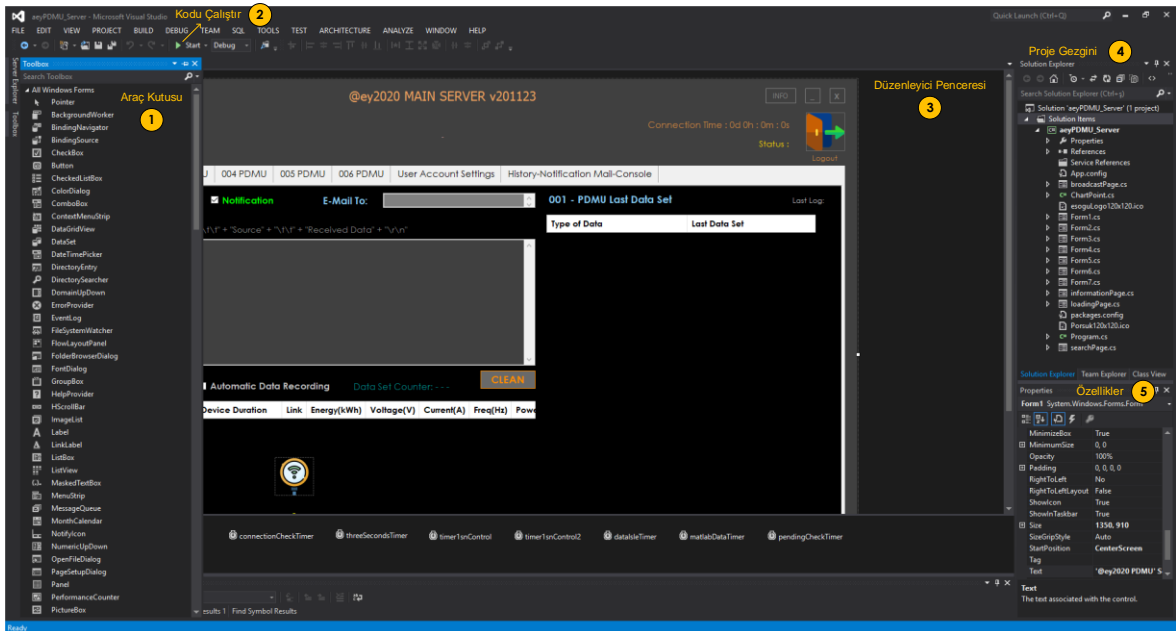 aeyPDMU_Server - Microsoft Visual Studio
Kodu Çalıştır 2
Quick Launch (Ctrl+Q)
FILE EDIT VIEW PROJECT BUILD DEBUG TEAM SQL TOOLS TEST ARCHITECTURE ANALYZE WINDOW HELP
Start Debug
Server Explorer
Toolbox
Toolbox
Search Toolbox
All Windows Forms
Pointer
BackgroundWorker
BindingNavigator
BindingSource
CheckBox
Button
CheckedListBox
ColorDialog
ComboBox
ContextMenuStrip
DataGridView
DataSet
DateTimePicker
DirectoryEntry
DirectorySearcher
DomainUpDown
ErrorProvider
EventLog
FileSystemWatcher
FlowLayoutPanel
FolderBrowserDialog
FontDialog
GroupBox
HelpProvider
HScrollBar
ImageList
Label
LinkLabel
ListBox
ListView
MaskedTextBox
MenuStrip
MessageQueue
MonthCalendar
NotifyIcon
NumericUpDown
OpenFileDialog
PageSetupDialog
Panel
PerformanceCounter
PictureBox
Araç Kutusu
1
@ey2020 MAIN SERVER v201123
INFO _ X
Connection Time : 0d 0h : 0m : 0s
Status :
Logout
U 004 PDMU 005 PDMU 006 PDMU User Account Settings History-Notification Mail-Console
Notification E-Mail To:
001 - PDMU Last Data Set Last Log:
\t\t" + "Source" + "\t\t" + "Received Data" + "\r\n"
Type of Data Last Data Set
CLEAN
Automatic Data Recording Data Set Counter: - - -
Device Duration Link Energy(kWh) Voltage(V) Current(A) Freq(Hz) Powe
connectionCheckTimer threeSecondsTimer timer1snControl timer1snControl2 dataIsleTimer matlabDataTimer pendingCheckTimer
esults 1 Find Symbol Results
Düzenleyici Penceresi
3
Proje Gezgini 4
Solution Explorer
Search Solution Explorer (Ctrl+ş)
Solution 'aeyPDMU_Server' (1 project)
Solution Items
aeyPDMU_Server
Properties
References
Service References
App.config
broadcastPage.cs
ChartPoint.cs
esoguLogo120x120.ico
Form1.cs
Form2.cs
Form3.cs
Form4.cs
Form5.cs
Form6.cs
Form7.cs
informationPage.cs
loadingPage.cs
packages.config
Porsuk120x120.ico
Program.cs
searchPage.cs
Solution Explorer Team Explorer Class View
Properties
Özellikler 5
Form1 System.Windows.Forms.Form
MinimizeBox True
MinimumSize 0, 0
Opacity 100%
Padding 0, 0, 0, 0
RightToLeft No
RightToLeftLayout False
ShowIcon True
ShowInTaskbar True
Size 1350, 910
SizeGripStyle Auto
StartPosition CenterScreen
Tag
Text '@ey2020 PDMU' S
Text
The text associated with the control.
Ready